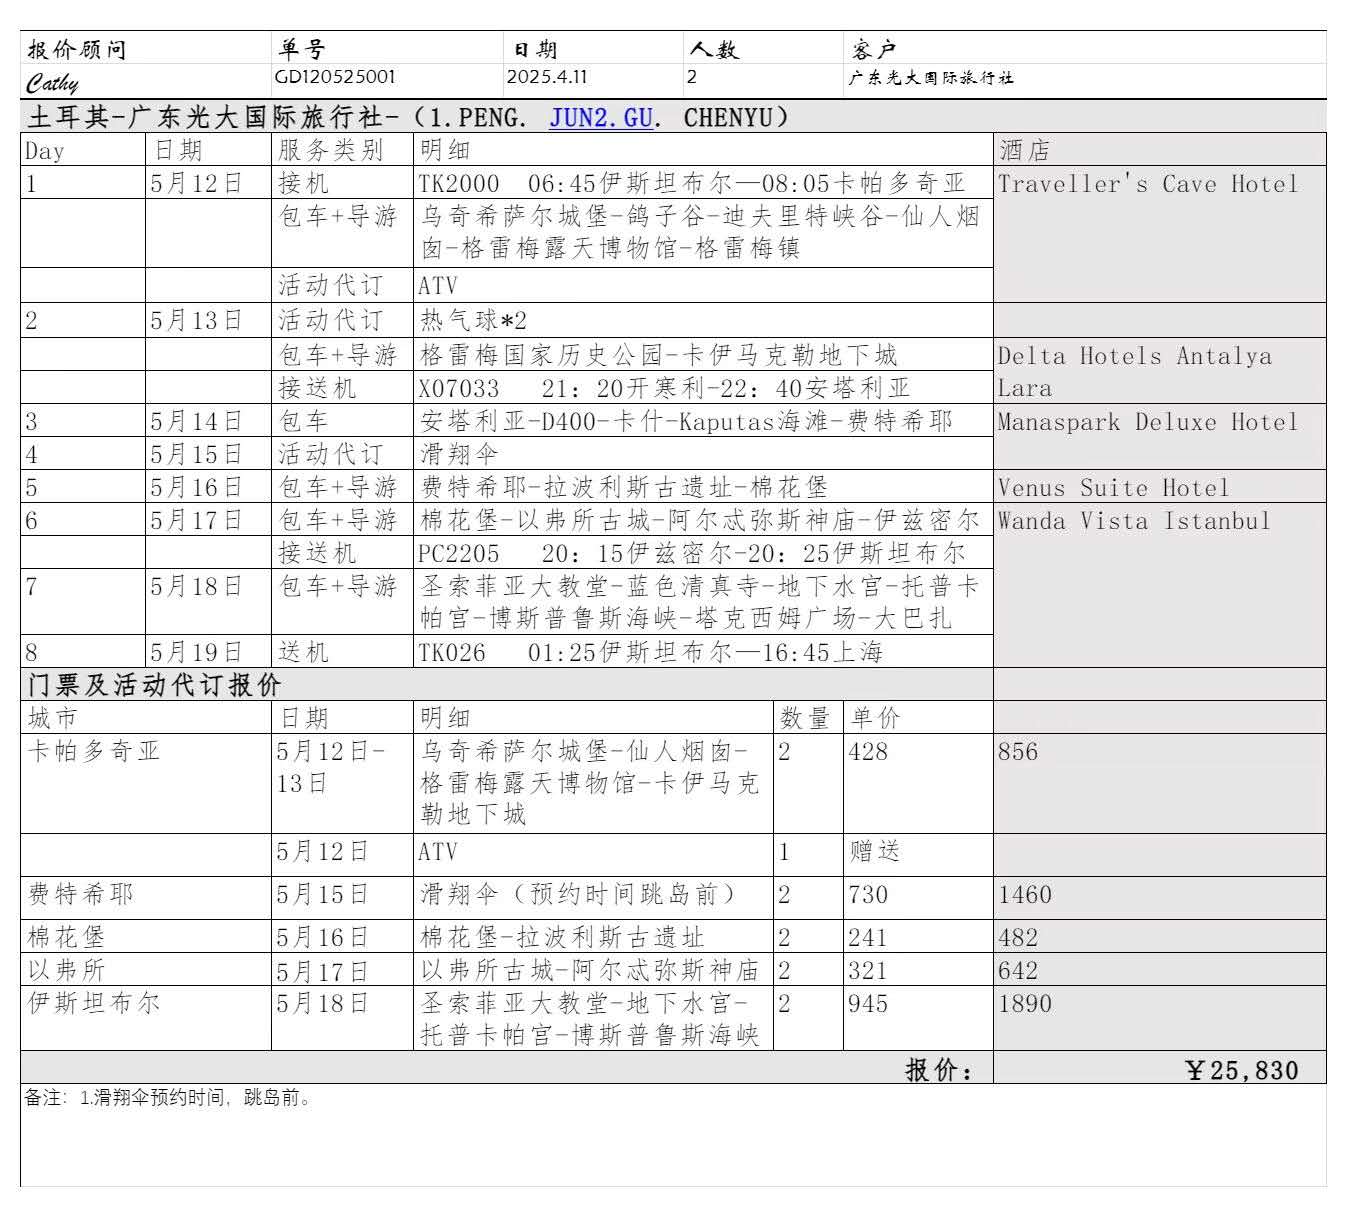 报价顾问 单号 日期 人数 客户
Cathy GD120525001 2025.4.11 2 广东光大国际旅行社
土耳其-广东光大国际旅行社-（1.PENG. JUN2.GU. CHENYU）
Day 日期 服务类别 明细 酒店
1 5月12日 接机 TK2000 06:45伊斯坦布尔—08:05卡帕多奇亚 Traveller's Cave Hotel
包车+导游 乌奇希萨尔城堡-鸽子谷-迪夫里特峡谷-仙人烟
囱-格雷梅露天博物馆-格雷梅镇
活动代订 ATV
2 5月13日 活动代订 热气球*2
包车+导游 格雷梅国家历史公园-卡伊马克勒地下城 Delta Hotels Antalya
接送机 XO7033 21：20开寒利-22：40安塔利亚 Lara
3 5月14日 包车 安塔利亚-D400-卡什-Kaputas海滩-费特希耶 Manaspark Deluxe Hotel
4 5月15日 活动代订 滑翔伞
5 5月16日 包车+导游 费特希耶-拉波利斯古遗址-棉花堡 Venus Suite Hotel
6 5月17日 包车+导游 棉花堡-以弗所古城-阿尔忒弥斯神庙-伊兹密尔 Wanda Vista Istanbul
接送机 PC2205 20：15伊兹密尔-20：25伊斯坦布尔
7 5月18日 包车+导游 圣索菲亚大教堂-蓝色清真寺-地下水宫-托普卡
帕宫-博斯普鲁斯海峡-塔克西姆广场-大巴扎
8 5月19日 送机 TK026 01:25伊斯坦布尔—16:45上海
门票及活动代订报价
城市 日期 明细 数量 单价
卡帕多奇亚 5月12日- 乌奇希萨尔城堡-仙人烟囱- 2 428 856
13日 格雷梅露天博物馆-卡伊马克
勒地下城
5月12日 ATV 1 赠送
费特希耶 5月15日 滑翔伞（预约时间跳岛前） 2 730 1460
棉花堡 5月16日 棉花堡-拉波利斯古遗址 2 241 482
以弗所 5月17日 以弗所古城-阿尔忒弥斯神庙 2 321 642
伊斯坦布尔 5月18日 圣索菲亚大教堂-地下水宫- 2 945 1890
托普卡帕宫-博斯普鲁斯海峡
报价： ￥25,830
备注：1.滑翔伞预约时间，跳岛前。